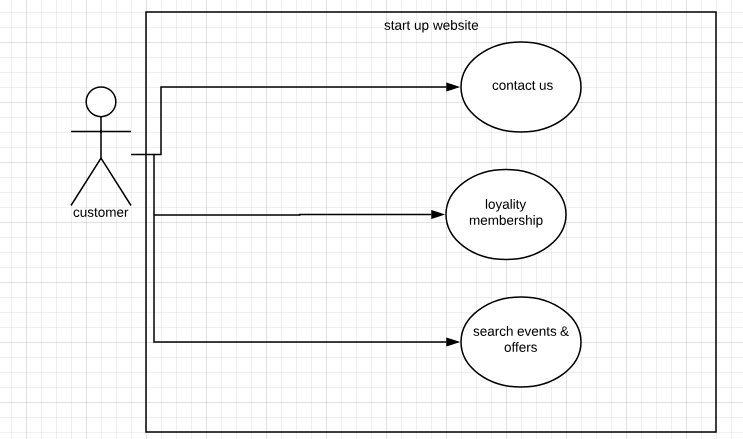 start up website
contact us
customer
loyality
membership
search events &
offers